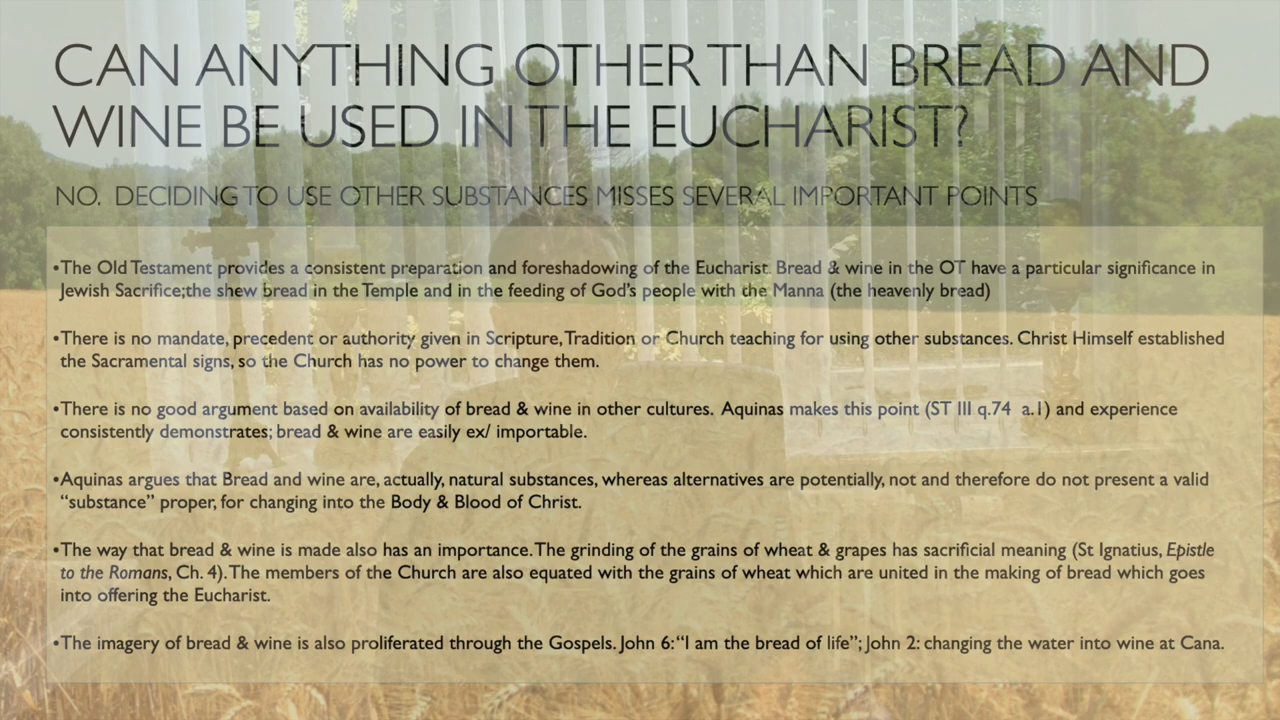 CAN ANYTHING OTHER THAN BREAD AND
WINE BE USED IN THE EUCHARIST?
NO. DECIDING TO USE OTHER SUBSTANCES MISSES SEVERAL IMPORTANT POINTS
•The Old Testament provides a consistent preparation and foreshadowing of the Eucharist. Bread & wine in the OT have a particular significance in
Jewish Sacrifice;the shew bread in the Temple and in the feeding of God's people with the Manna (the heavenly bread)
•There is no mandate, precedent or authority given in Scripture, Tradition or Church teaching for using other substances. Christ Himself established
the Sacramental signs, so the Church has no power to change them.
•There is no good argument based on availability of bread & wine in other cultures. Aquinas makes this point (ST III q.74 a.1) and experience
consistently demonstrates; bread & wine are easily ex/ importable.
•Aquinas argues that Bread and wine are, actually, natural substances, whereas alternatives are potentially, not and therefore do not present a valid
“substance” proper, for changing into the Body & Blood of Christ.
•The way that bread & wine is made also has an importance. The grinding of the grains of wheat & grapes has sacrificial meaning (St Ignatius, Epistle
to the Romans, Ch. 4). The members of the Church are also equated with the grains of wheat which are united in the making of bread which goes
into offering the Eucharist.
•The imagery of bread & wine is also proliferated through the Gospels. John 6: “I am the bread of life”; John 2: changing the water into wine at Cana.